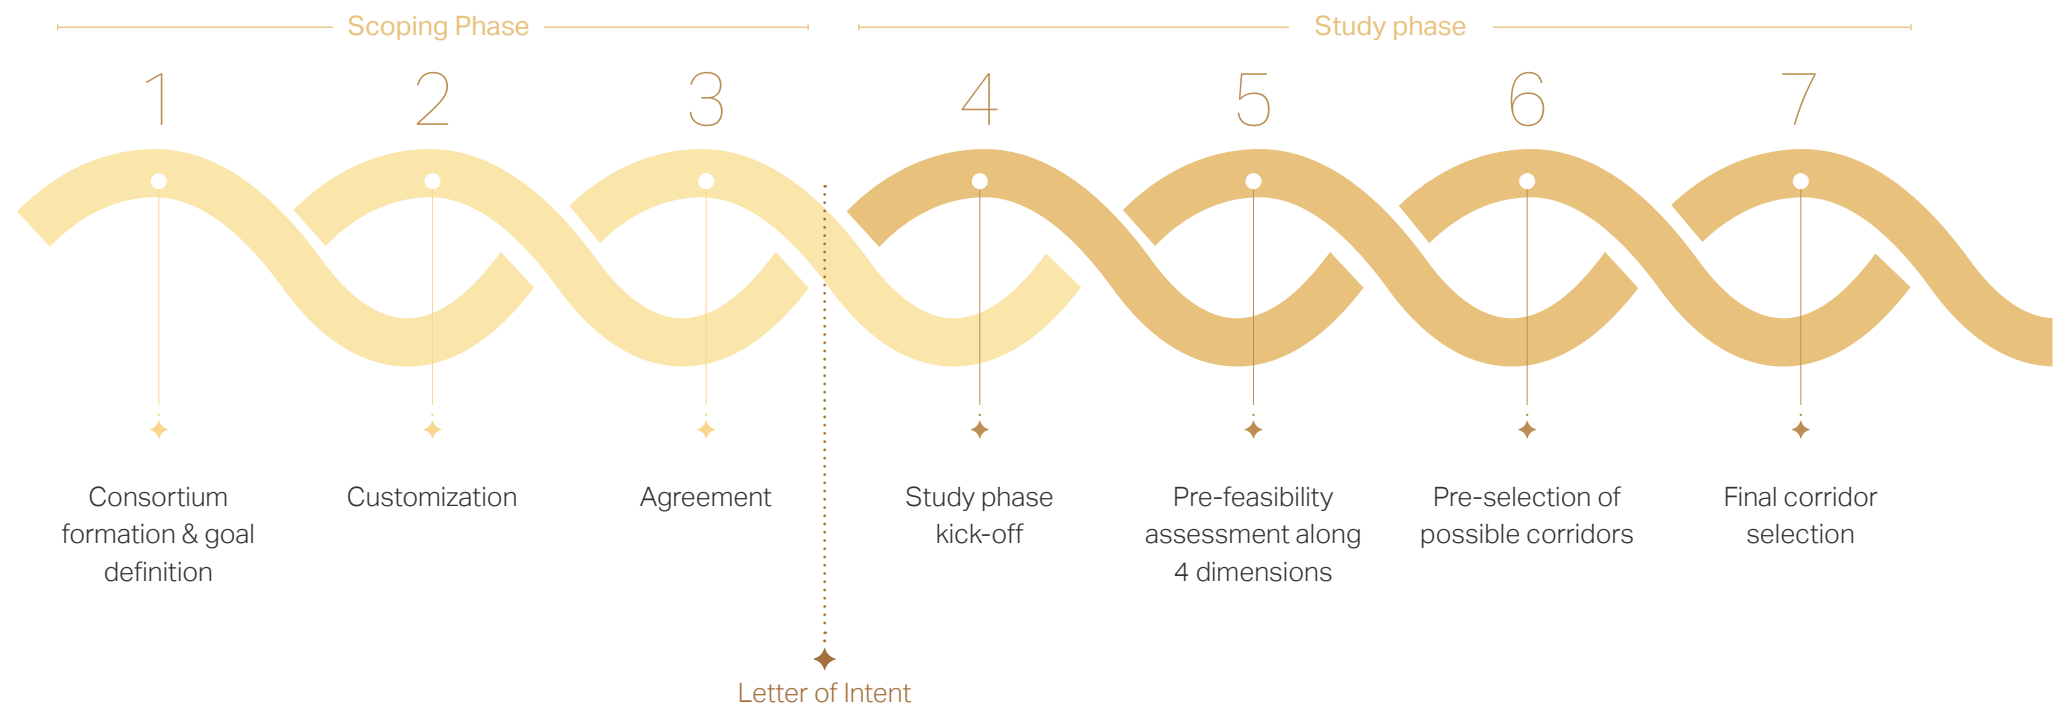 Scoping Phase
Study phase
1
2
3
4
5
6
7
Consortium
formation & goal
definition
Customization
Agreement
Study phase
kick-off
Pre-feasibility
assessment along
4 dimensions
Pre-selection of
possible corridors
Final corridor
selection
Letter of Intent